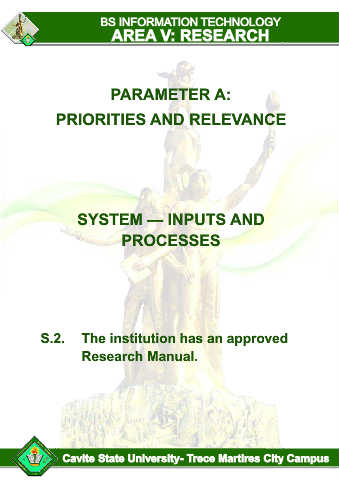 BS INFORMATION TECHNOLOGY
AREA V: RESEARCH
PARAMETER A:
PRIORITIES AND RELEVANCE
SYSTEM — INPUTS AND
PROCESSES
S.2. The institution has an approved
Research Manual.
Cavite State University- Trece Martires City Campus